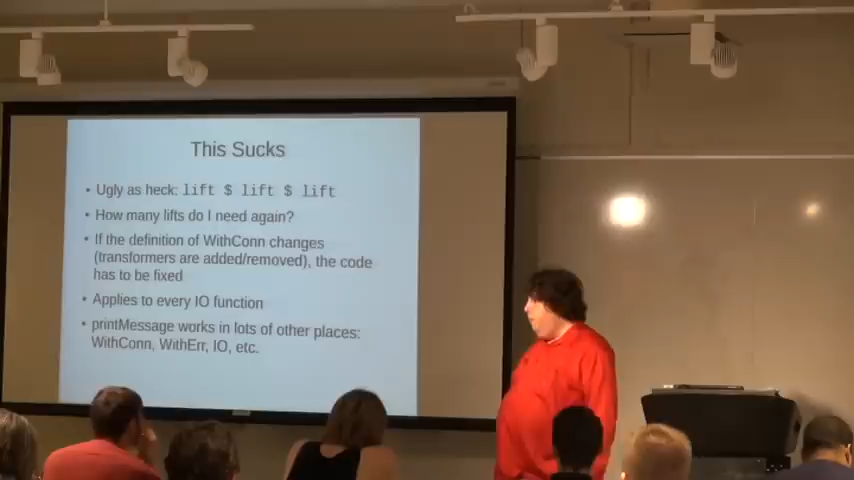 This Sucks
• Ugly as heck: lift $ lift $ lift
• How many lifts do I need again?
• If the definition of WithConn changes
(transformers are added/removed), the code
has to be fixed
• Applies to every IO function
• printMessage works in lots of other places:
WithConn, WithErr, IO, etc.